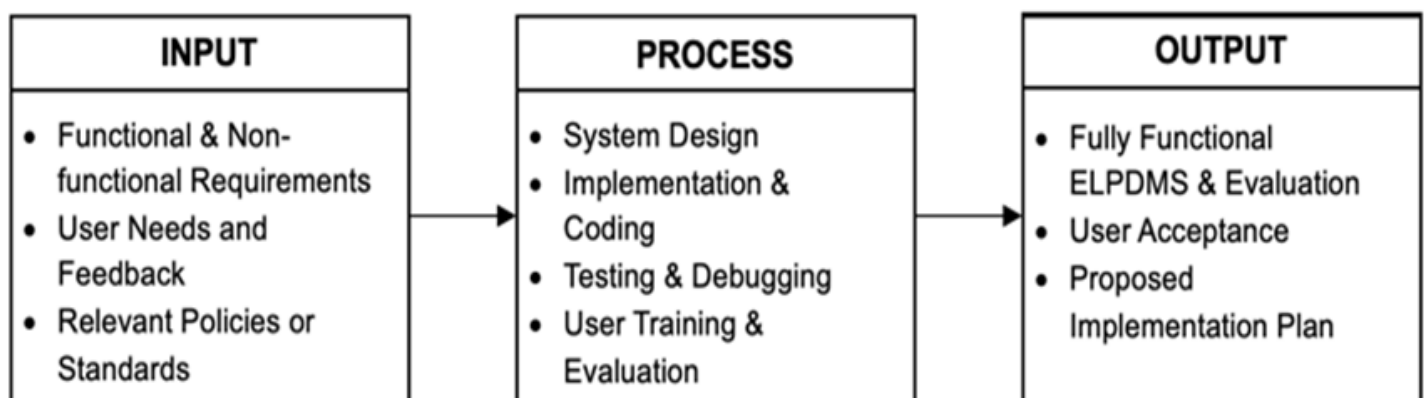 INPUT
• Functional & Non-
functional Requirements
• User Needs and
Feedback
• Relevant Policies or
Standards
PROCESS
• System Design
• Implementation &
Coding
• Testing & Debugging
• User Training &
Evaluation
OUTPUT
• Fully Functional
ELPDMS & Evaluation
• User Acceptance
• Proposed
Implementation Plan